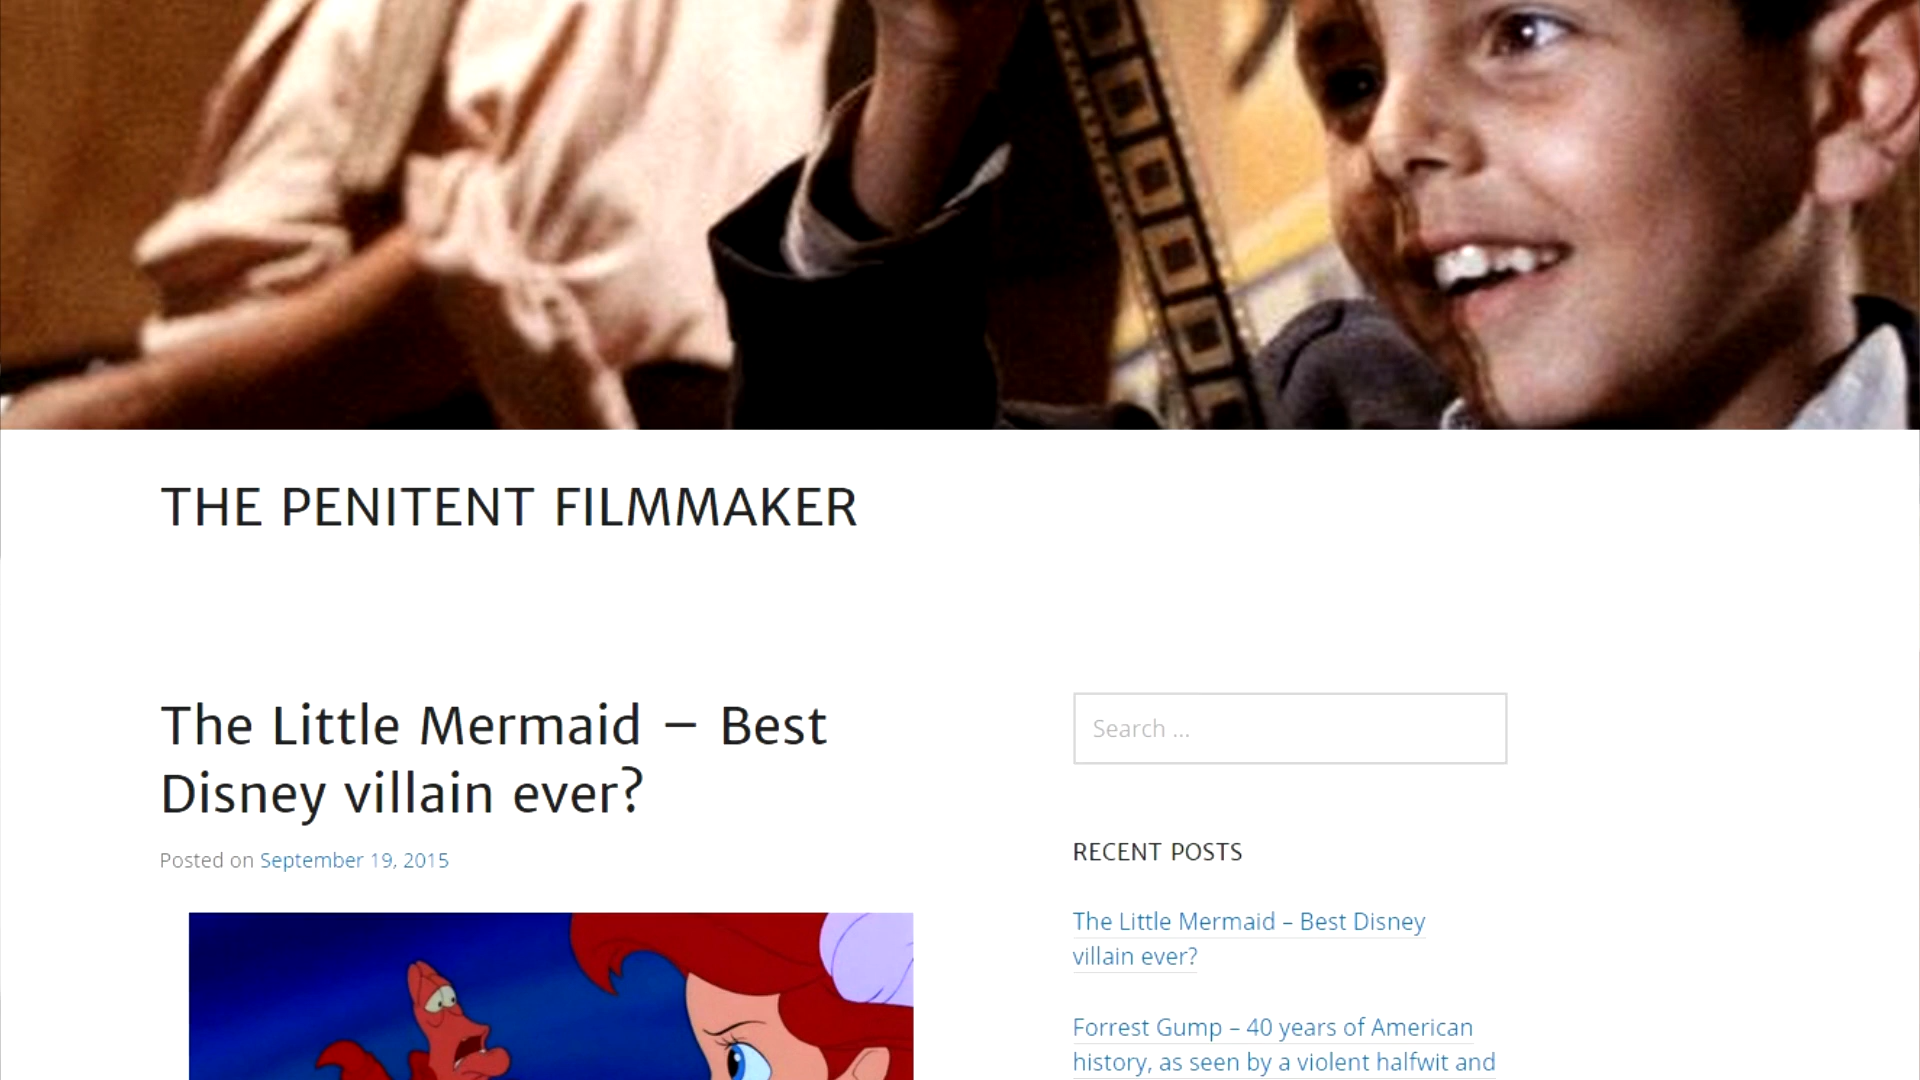 THE PENITENT FILMMAKER
The Little Mermaid – Best
Disney villain ever?
Posted on September 19, 2015
Search ...
RECENT POSTS
The Little Mermaid – Best Disney
villain ever?
Forrest Gump – 40 years of American
history, as seen by a violent halfwit and